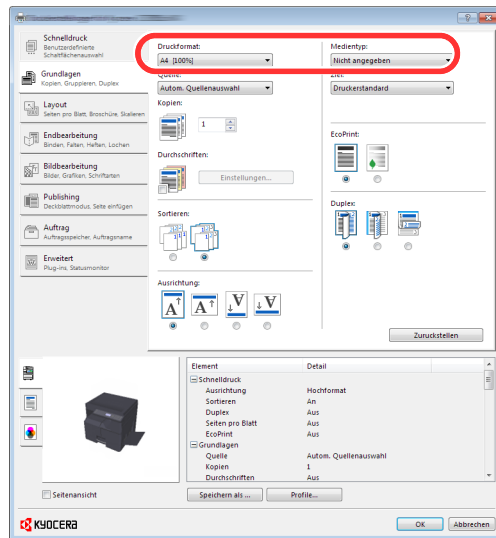 Schnelldruck
Benutzerdefinierte
Schaltflächenauswahl
Grundlagen
Kopien, Gruppieren, Duplex
Layout
Seiten pro Blatt, Broschüre, Skalieren
Endbearbeitung
Binden, Falten, Heften, Lochen
Bildbearbeitung
Bilder, Grafiken, Schriftarten
Publishing
Deckblattmodus, Seite einfügen
Auftrag
Auftragsspeicher, Auftragsname
Erweitert
Plug-ins, Statusmonitor
Druckformat:
A4 [100%]
Quelle:
Autom. Quellenauswahl
Kopien:
1
Durchschriften:
Einstellungen...
Sortieren:
Ausrichtung:
A A A A
Medientyp:
Nicht angegeben
Ziel:
Druckerstandard
EcoPrint:
Duplex:
Zuruckstellen
Element Detail
Schnelldruck
Ausrichtung Hochformat
Sortieren An
Duplex Aus
Seiten pro Blatt Aus
EcoPrint Aus
Grundlagen
Quelle Autom. Quellenauswahl
Kopien 1
Durchschriften Aus
Seitenansicht
Speichern als ... Profile...
KYOCERA
OK Abbrechen